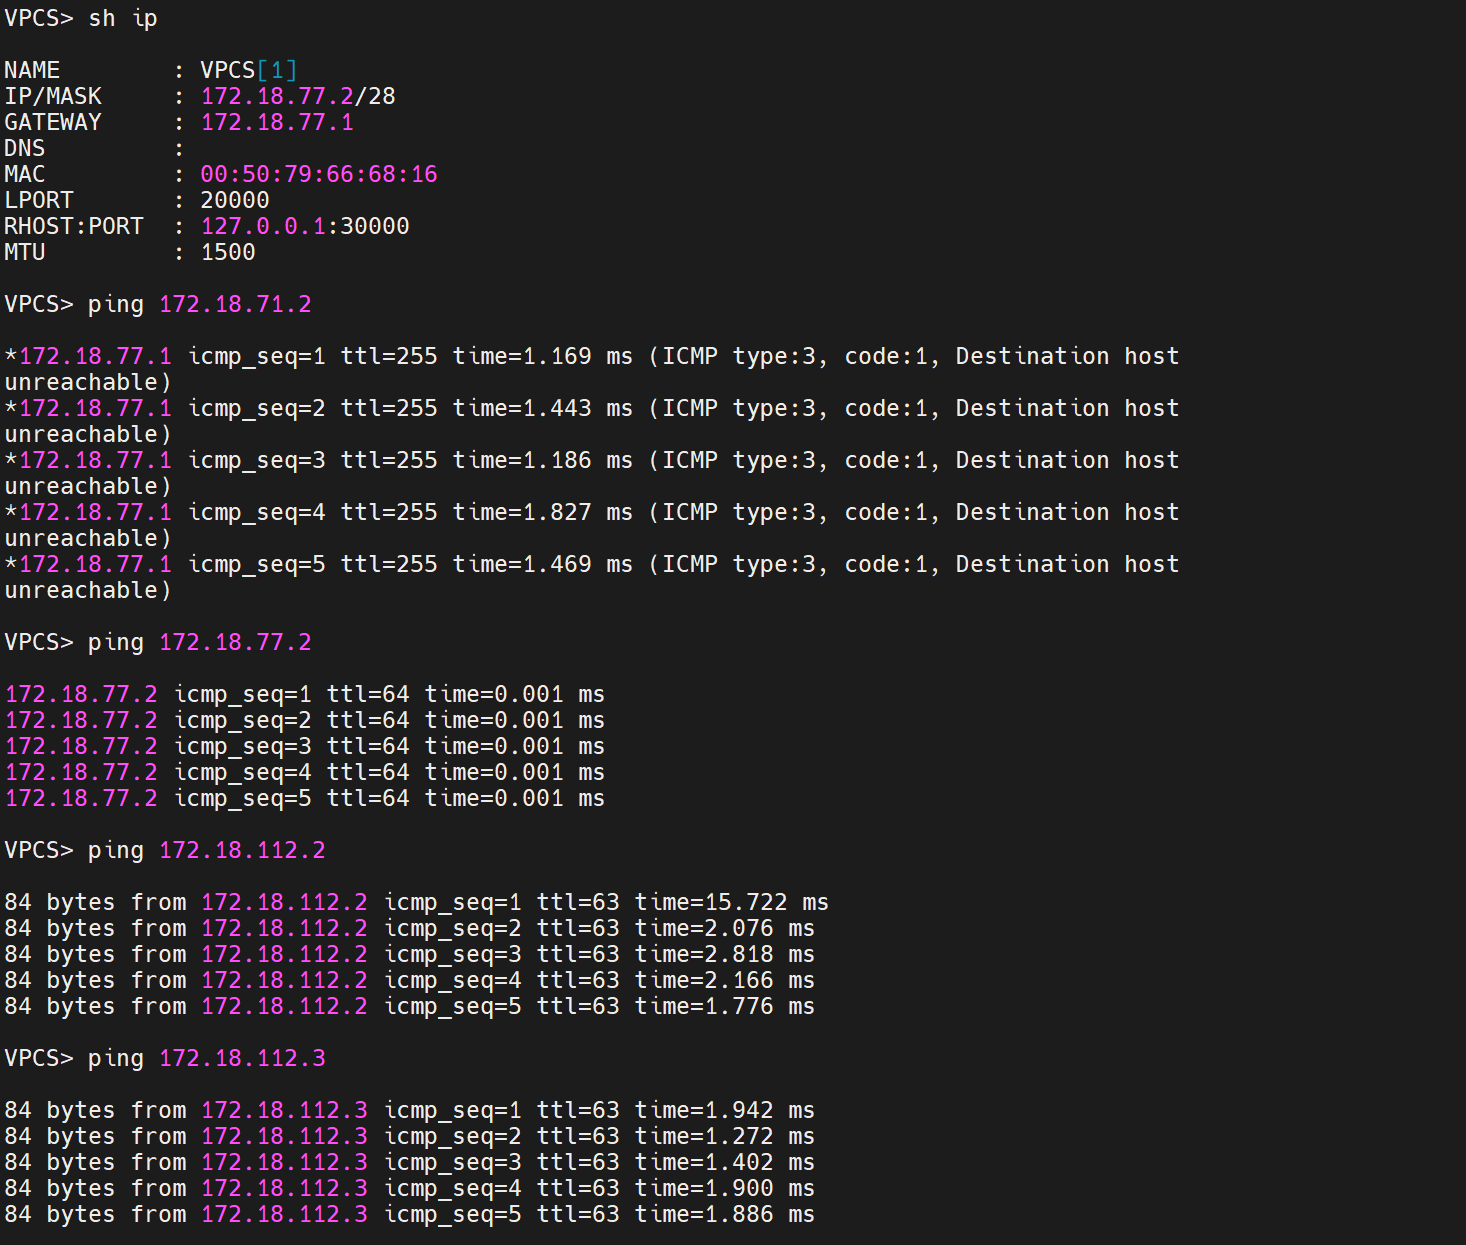 VPCS> sh ip
NAME        : VPCS[1]
IP/MASK     : 172.18.77.2/28
GATEWAY     : 172.18.77.1
DNS         :
MAC         : 00:50:79:66:68:16
LPORT       : 20000
RHOST:PORT  : 127.0.0.1:30000
MTU         : 1500
VPCS> ping 172.18.71.2
*172.18.77.1 icmp_seq=1 ttl=255 time=1.169 ms (ICMP type:3, code:1, Destination host
unreachable)
*172.18.77.1 icmp_seq=2 ttl=255 time=1.443 ms (ICMP type:3, code:1, Destination host
unreachable)
*172.18.77.1 icmp_seq=3 ttl=255 time=1.186 ms (ICMP type:3, code:1, Destination host
unreachable)
*172.18.77.1 icmp_seq=4 ttl=255 time=1.827 ms (ICMP type:3, code:1, Destination host
unreachable)
*172.18.77.1 icmp_seq=5 ttl=255 time=1.469 ms (ICMP type:3, code:1, Destination host
unreachable)
VPCS> ping 172.18.77.2
172.18.77.2 icmp_seq=1 ttl=64 time=0.001 ms
172.18.77.2 icmp_seq=2 ttl=64 time=0.001 ms
172.18.77.2 icmp_seq=3 ttl=64 time=0.001 ms
172.18.77.2 icmp_seq=4 ttl=64 time=0.001 ms
172.18.77.2 icmp_seq=5 ttl=64 time=0.001 ms
VPCS> ping 172.18.112.2
84 bytes from 172.18.112.2 icmp_seq=1 ttl=63 time=15.722 ms
84 bytes from 172.18.112.2 icmp_seq=2 ttl=63 time=2.076 ms
84 bytes from 172.18.112.2 icmp_seq=3 ttl=63 time=2.818 ms
84 bytes from 172.18.112.2 icmp_seq=4 ttl=63 time=2.166 ms
84 bytes from 172.18.112.2 icmp_seq=5 ttl=63 time=1.776 ms
VPCS> ping 172.18.112.3
84 bytes from 172.18.112.3 icmp_seq=1 ttl=63 time=1.942 ms
84 bytes from 172.18.112.3 icmp_seq=2 ttl=63 time=1.272 ms
84 bytes from 172.18.112.3 icmp_seq=3 ttl=63 time=1.402 ms
84 bytes from 172.18.112.3 icmp_seq=4 ttl=63 time=1.900 ms
84 bytes from 172.18.112.3 icmp_seq=5 ttl=63 time=1.886 ms